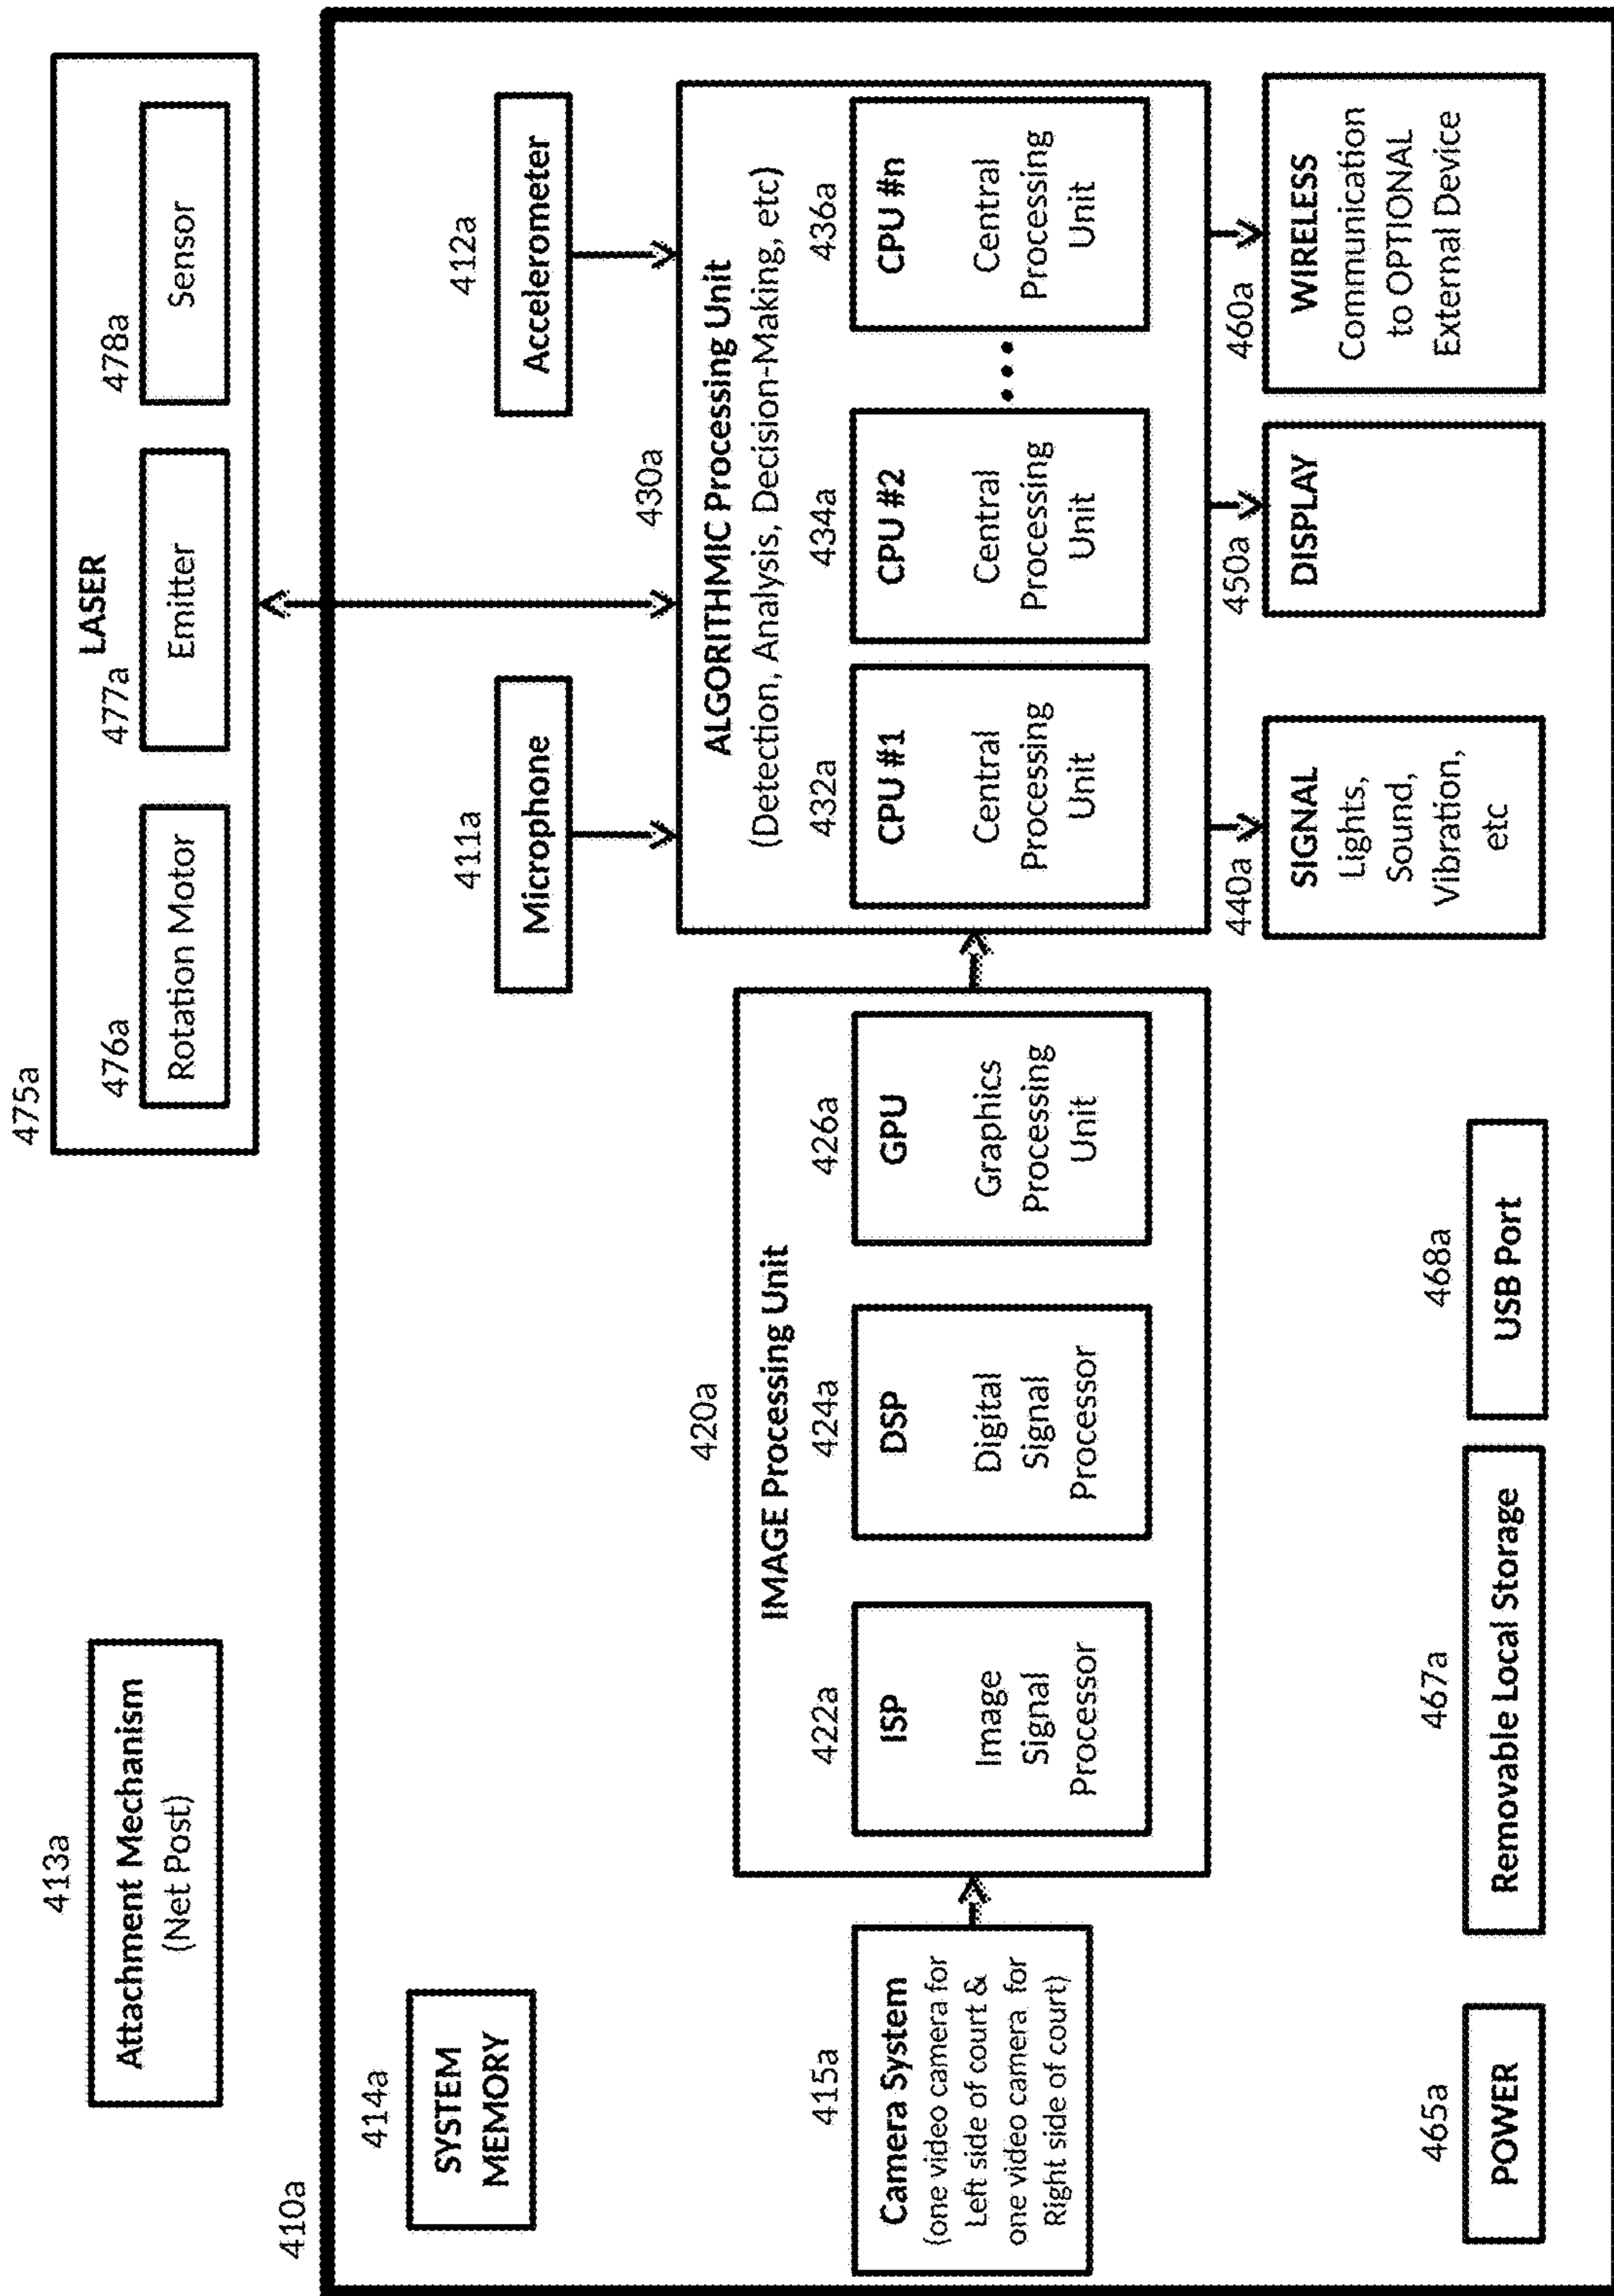 475a
LASER
476a
Rotation Motor
477a
Emitter
478a
Sensor
413a
Attachment Mechanism
(Net Post)
410a
414a
SYSTEM
MEMORY
411a
Microphone
412a
Accelerometer
430a
ALGORITHMIC Processing Unit
(Detection, Analysis, Decision-Making, etc)
432a
CPU #1
Central
Processing
Unit
434a
CPU #2
Central
Processing
Unit
436a
CPU #n
Central
Processing
Unit
420a
IMAGE Processing Unit
422a
ISP
Image
Signal
Processor
424a
DSP
Digital
Signal
Processor
426a
GPU
Graphics
Processing
Unit
415a
Camera System
(one video camera for
Left side of court &
one video camera for
Right side of court)
440a
SIGNAL
Lights,
Sound,
Vibration,
etc
450a
DISPLAY
460a
WIRELESS
Communication
to OPTIONAL
External Device
465a
POWER
467a
Removable Local Storage
468a
USB Port